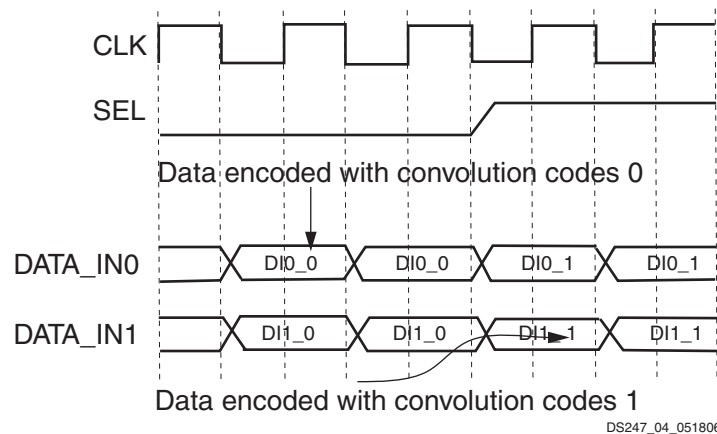 CLK
SEL
Data encoded with convolution codes 0
DATA_IN0 DI0_0 DI0_0 DI0_1 DI0_1
DATA_IN1 DI1_0 DI1_0 DI1_1 DI1_1
Data encoded with convolution codes 1
DS247_04_051806